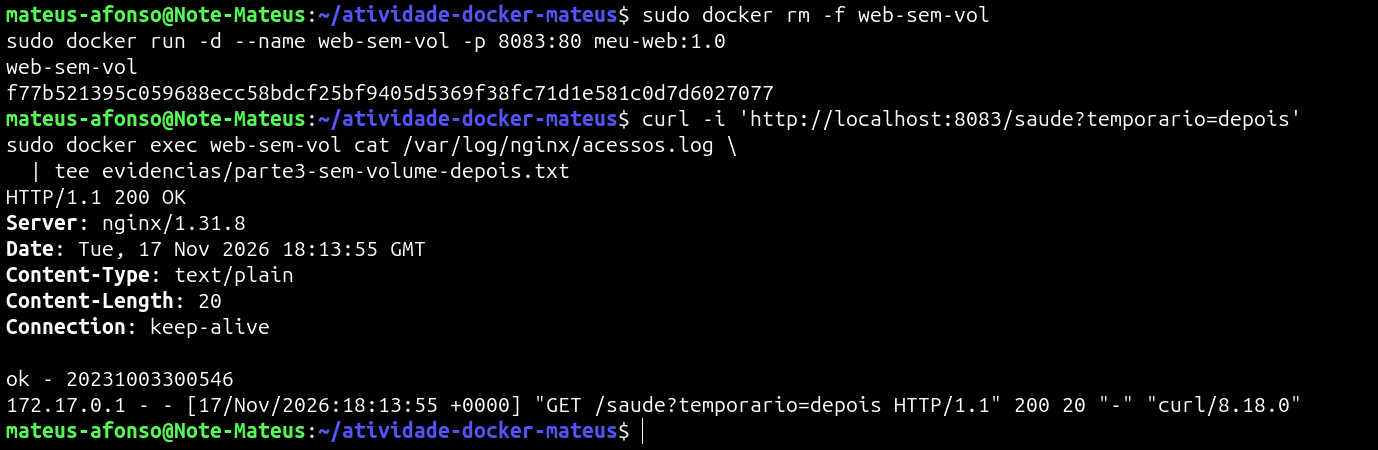 mateus-afonso@Note-Mateus:~/atividade-docker-mateus$ sudo docker rm -f web-sem-vol
sudo docker run -d --name web-sem-vol -p 8083:80 meu-web:1.0
web-sem-vol
f77b521395c059688ecc58bdcf25bf9405d5369f38fc71d1e581c0d7d6027077
mateus-afonso@Note-Mateus:~/atividade-docker-mateus$ curl -i 'http://localhost:8083/saude?temporario=depois'
sudo docker exec web-sem-vol cat /var/log/nginx/acessos.log \
  | tee evidencias/parte3-sem-volume-depois.txt
HTTP/1.1 200 OK
Server: nginx/1.31.8
Date: Tue, 17 Nov 2026 18:13:55 GMT
Content-Type: text/plain
Content-Length: 20
Connection: keep-alive

ok - 20231003300546
172.17.0.1 - - [17/Nov/2026:18:13:55 +0000] "GET /saude?temporario=depois HTTP/1.1" 200 20 "-" "curl/8.18.0"
mateus-afonso@Note-Mateus:~/atividade-docker-mateus$